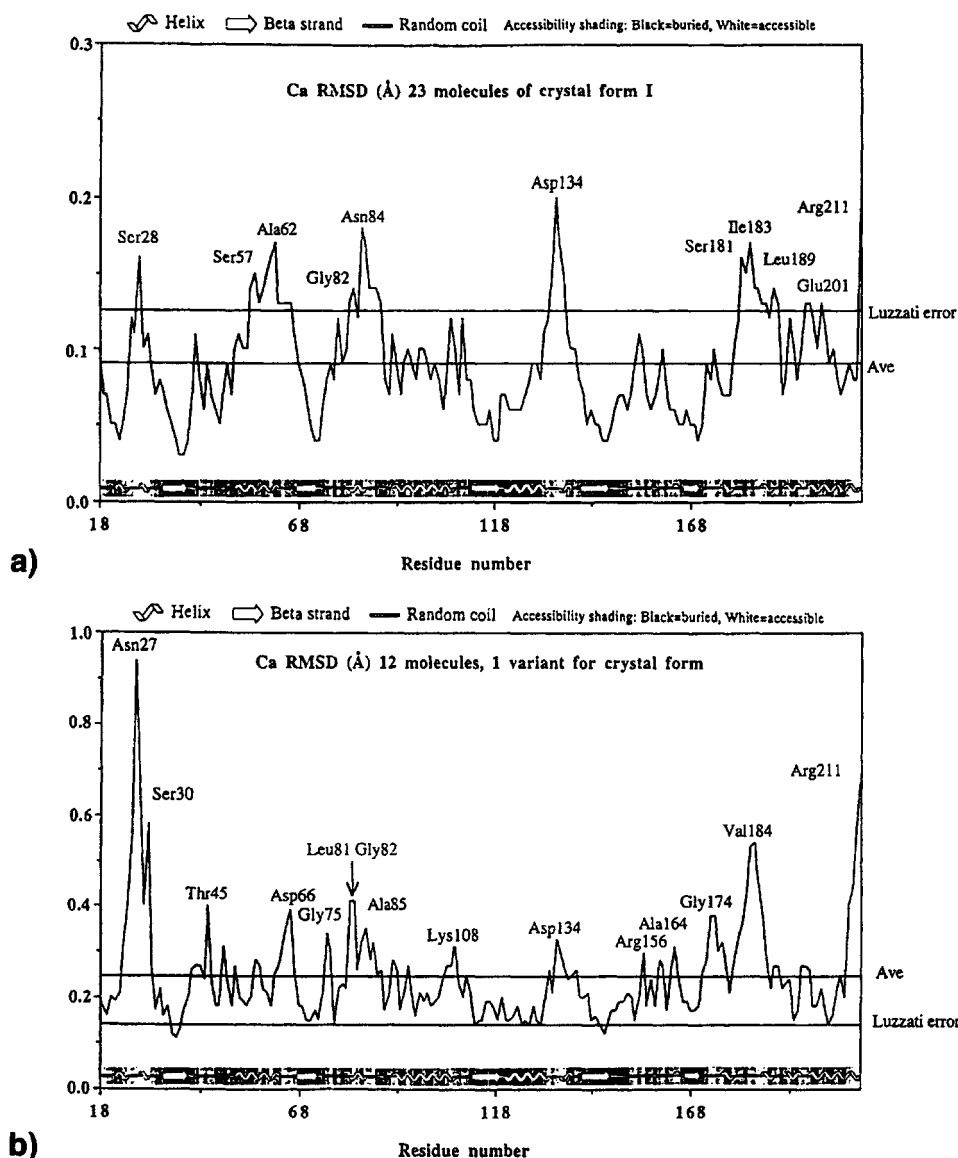 Helix Beta strand Random coil Accessibility shading: Black=buried, White=accessible
0.3
Ca RMSD (Å) 23 molecules of crystal form I
0.2
Ser28
Ser57
Ala62
Gly82
Asn84
Asp134
Ser181
Ile183
Leu189
Arg211
Glu201
Luzzati error
0.1
Ave
0.0
18 68 118 168
a)
Residue number
Helix Beta strand Random coil Accessibility shading: Black=buried, White=accessible
1.0
Asn27
Ca RMSD (Å) 12 molecules, 1 variant for crystal form
0.8
Ser30
Arg211
0.6
Val184
Leu81 Gly82
Thr45
Asp66
Gly75
Ala85
Lys108
Asp134
Arg156
Ala164
Gly174
0.4
Ave
0.2
Luzzati error
0.0
18 68 118 168
b)
Residue number